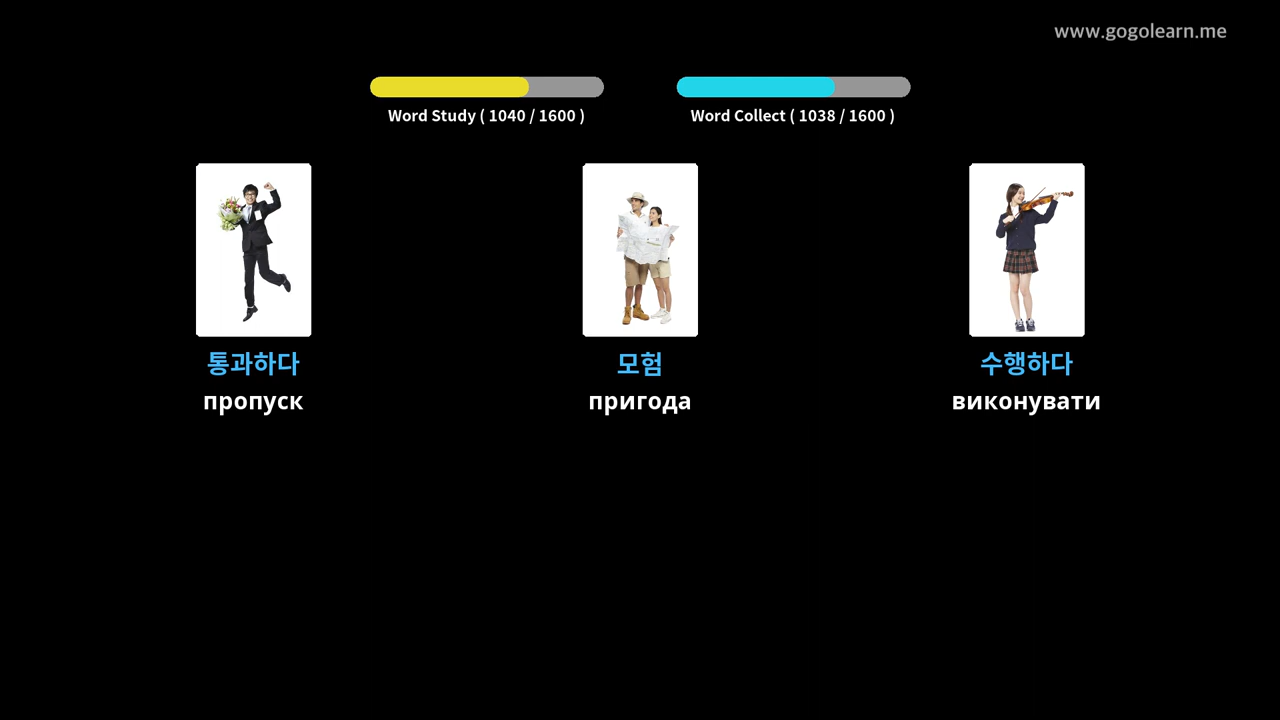 www.gogolearn.me
Word Study ( 1040 / 1600 )
Word Collect ( 1038 / 1600 )
통과하다
пропуск
모험
пригода
수행하다
виконувати